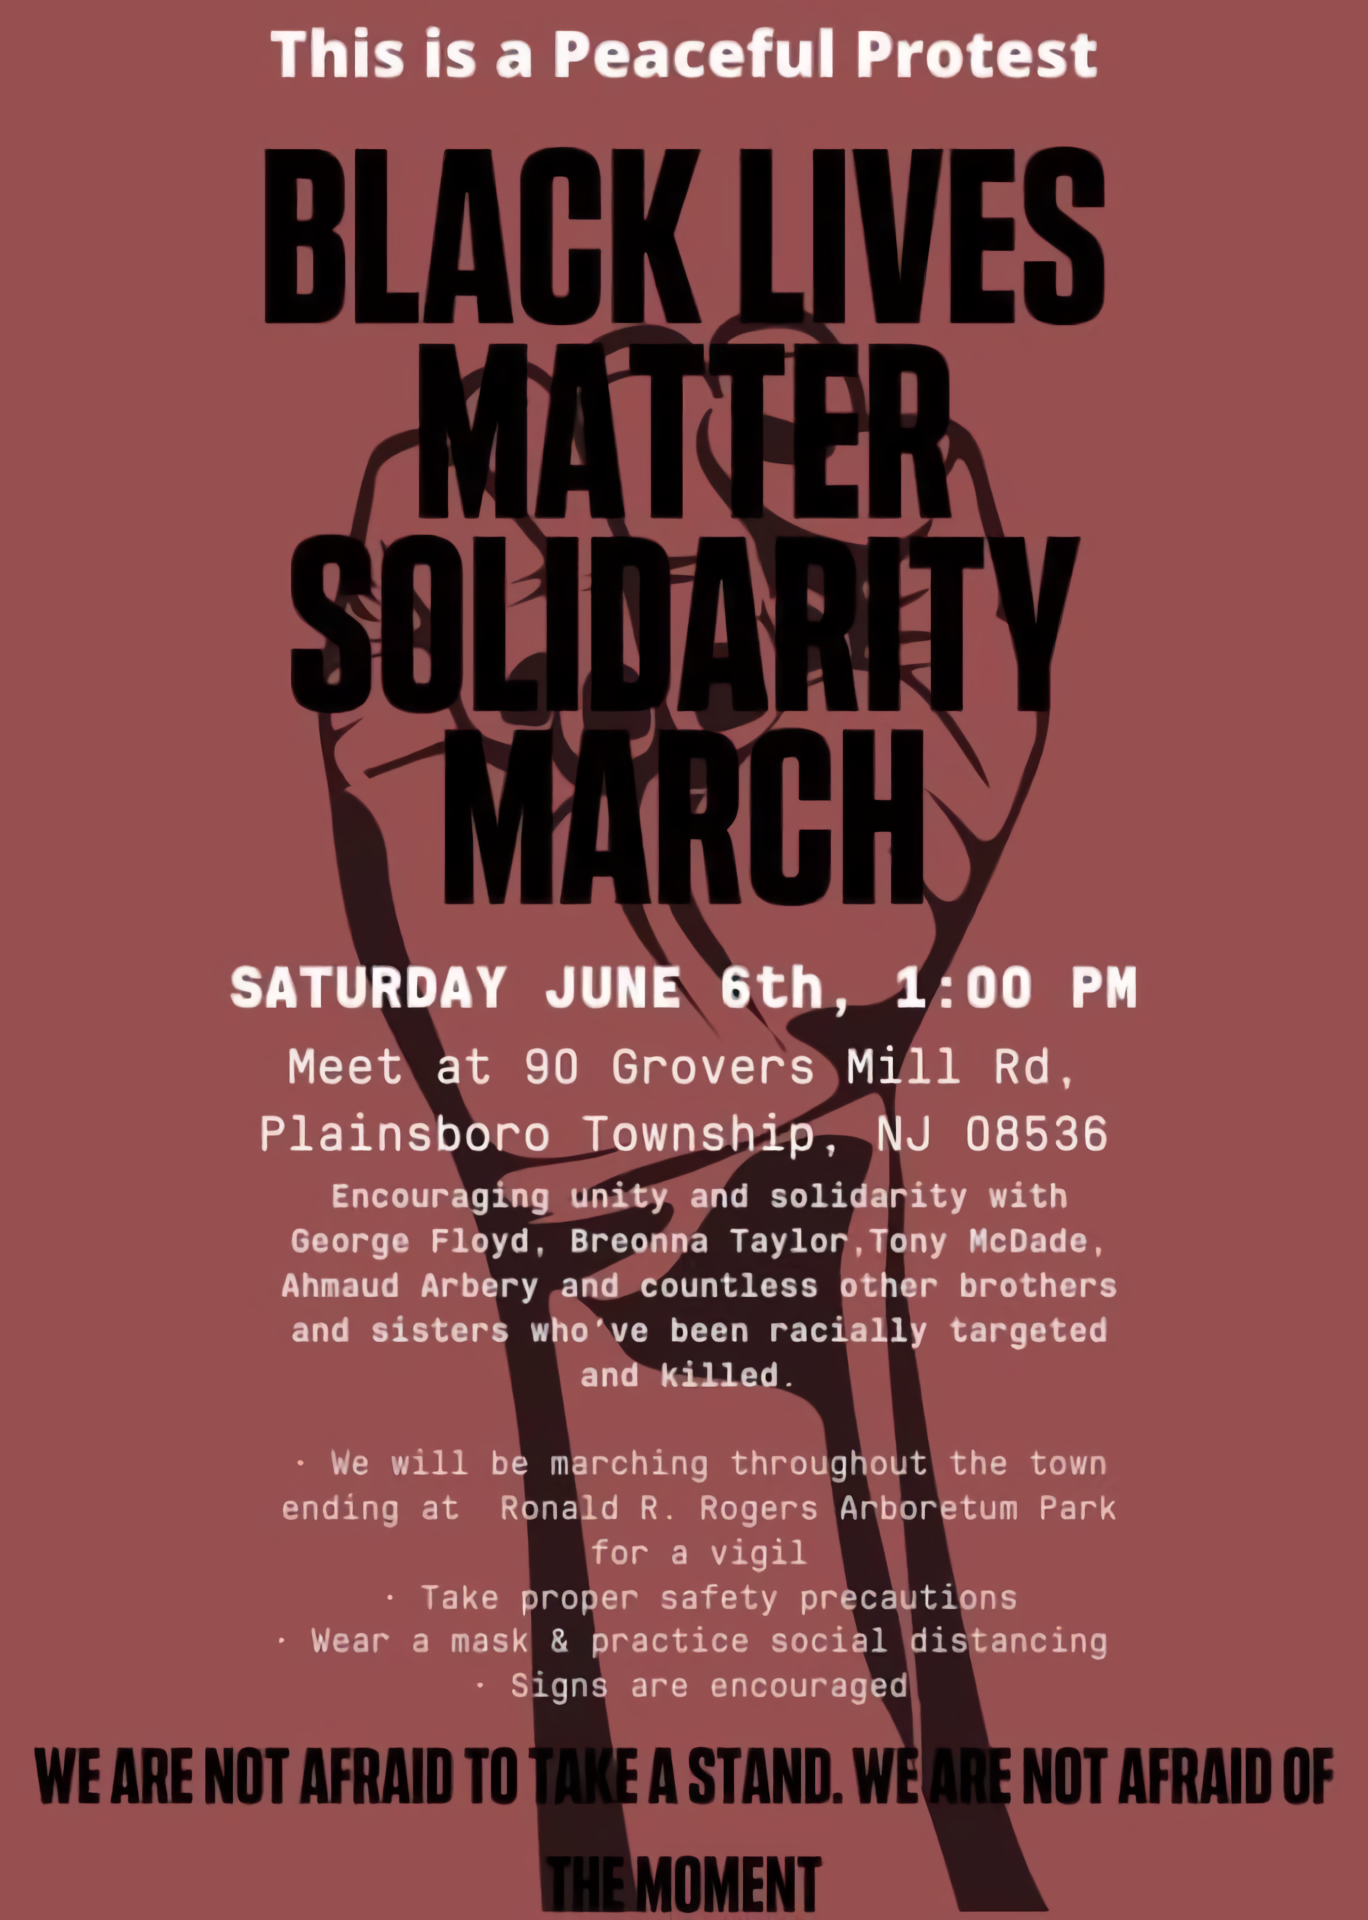 This is a Peaceful Protest
BLACK LIVES
MATTER
SOLIDARITY
MARCH
SATURDAY JUNE 6th, 1:00 PM
Meet at 90 Grovers Mill Rd,
Plainsboro Township, NJ 08536
Encouraging unity and solidarity with
George Floyd, Breonna Taylor,Tony McDade,
Ahmaud Arbery and countless other brothers
and sisters who've been racially targeted
and killed.
· We will be marching throughout the town
ending at Ronald R. Rogers Arboretum Park
for a vigil
· Take proper safety precautions
· Wear a mask & practice social distancing
· Signs are encouraged
WE ARE NOT AFRAID TO TAKE A STAND. WE ARE NOT AFRAID OF
THE MOMENT